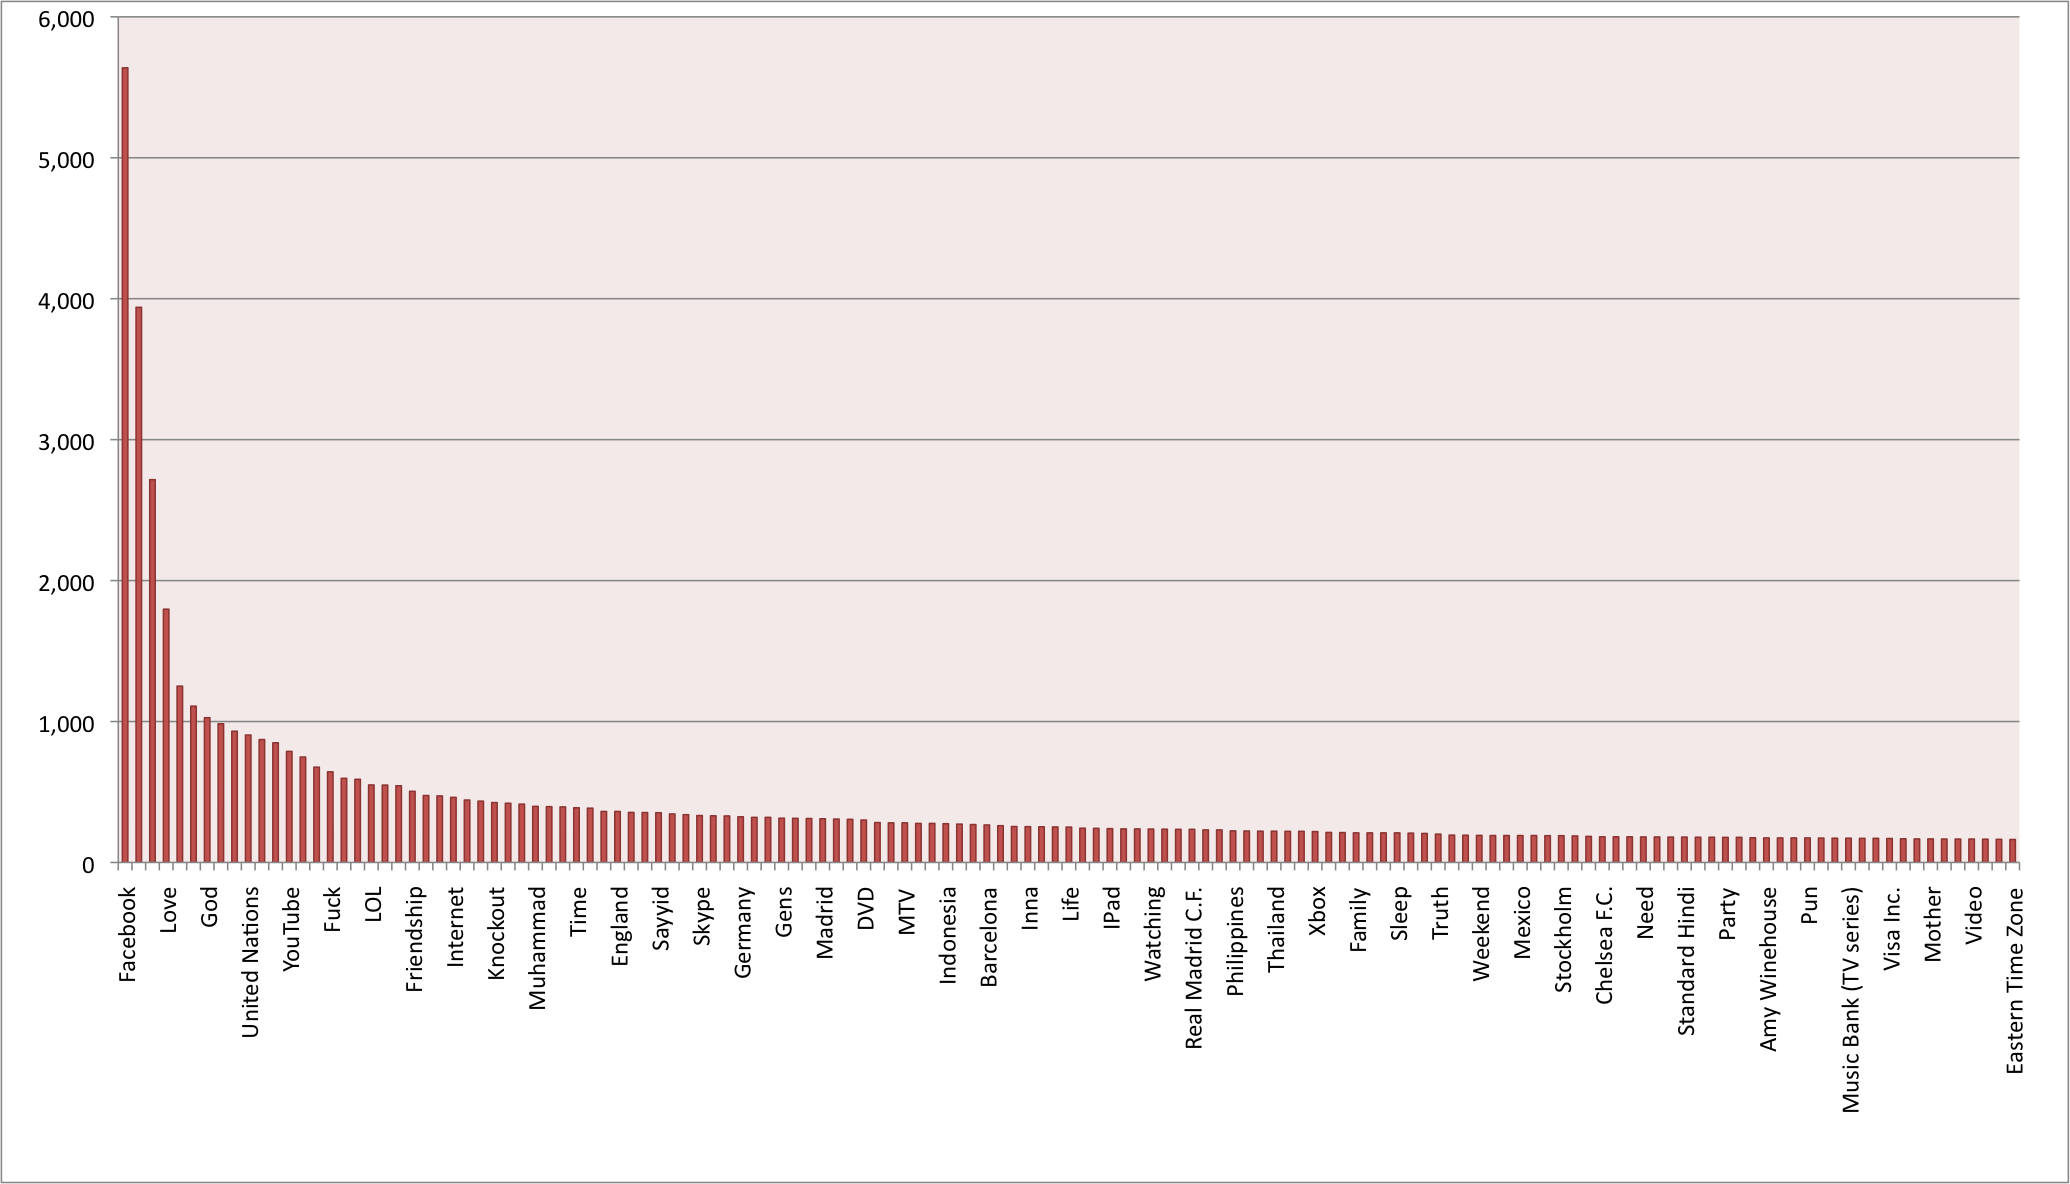 6,000
5,000
4,000
3,000
2,000
1,000
0
Facebook
Love
God
United Nations
YouTube
Fuck
LOL
Friendship
Internet
Knockout
Muhammad
Time
England
Sayyid
Skype
Germany
Gens
Madrid
DVD
MTV
Indonesia
Barcelona
Inna
Life
IPad
Watching
Real Madrid C.F.
Philippines
Thailand
Xbox
Family
Sleep
Truth
Weekend
Mexico
Stockholm
Chelsea F.C.
Need
Standard Hindi
Party
Amy Winehouse
Pun
Music Bank (TV series)
Visa Inc.
Mother
Video
Eastern Time Zone